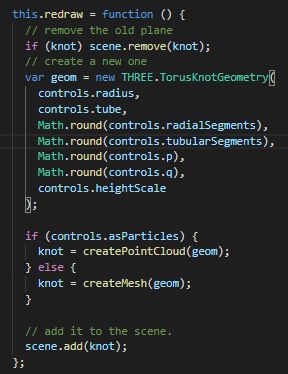 this.redraw = function () {
// remove the old plane
if (knot) scene.remove(knot);
// create a new one
var geom = new THREE.TorusKnotGeometry(
controls.radius,
controls.tube,
Math.round(controls.radialSegments),
Math.round(controls.tubularSegments),
Math.round(controls.p),
Math.round(controls.q),
controls.heightScale
);
if (controls.asParticles) {
knot = createPointCloud(geom);
} else {
knot = createMesh(geom);
}
// add it to the scene.
scene.add(knot);
};